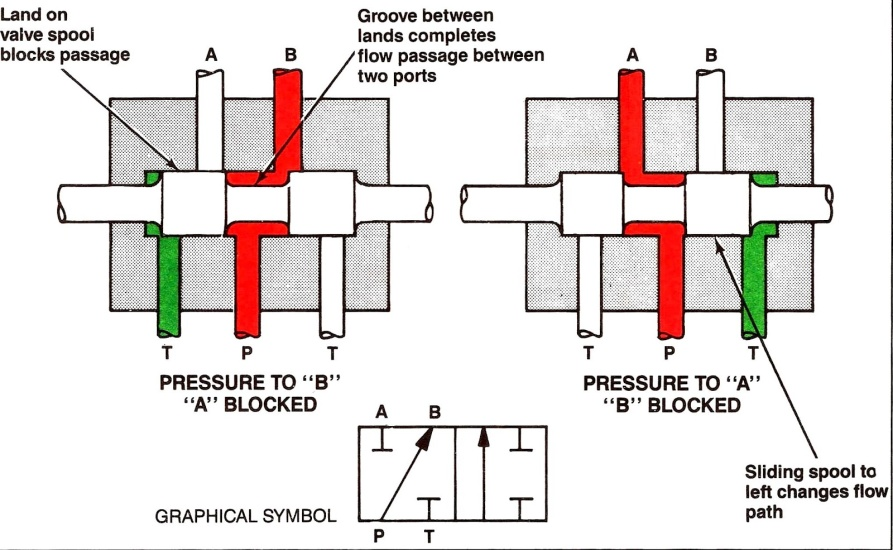 Land on
valve spool
blocks passage
Groove between
lands completes
flow passage between
two ports
A
B
A
B
T
P
T
T
P
T
PRESSURE TO “B”
“A” BLOCKED
PRESSURE TO “A”
“B” BLOCKED
A
B
GRAPHICAL SYMBOL
P
T
Sliding spool to
left changes flow
path